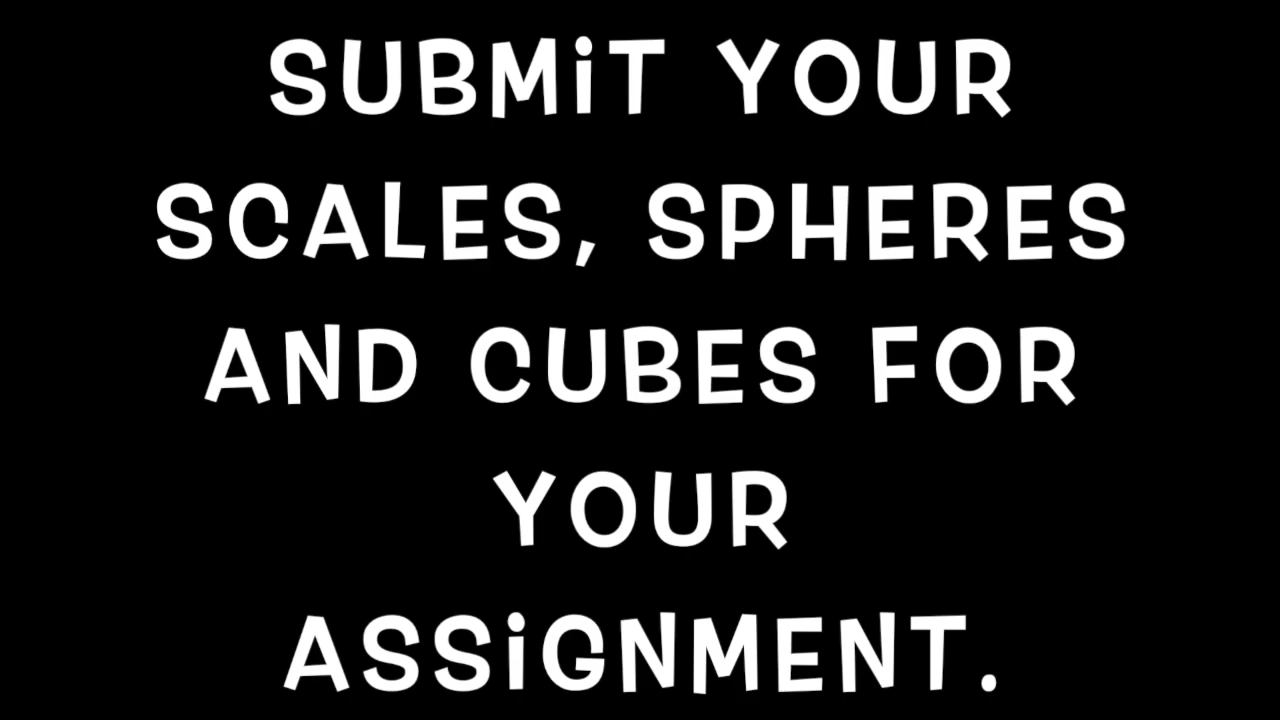 SUBMiT YOUR
SCALES, SPHERES
AND CUBES FOR
YOUR
ASSiGNMENT.